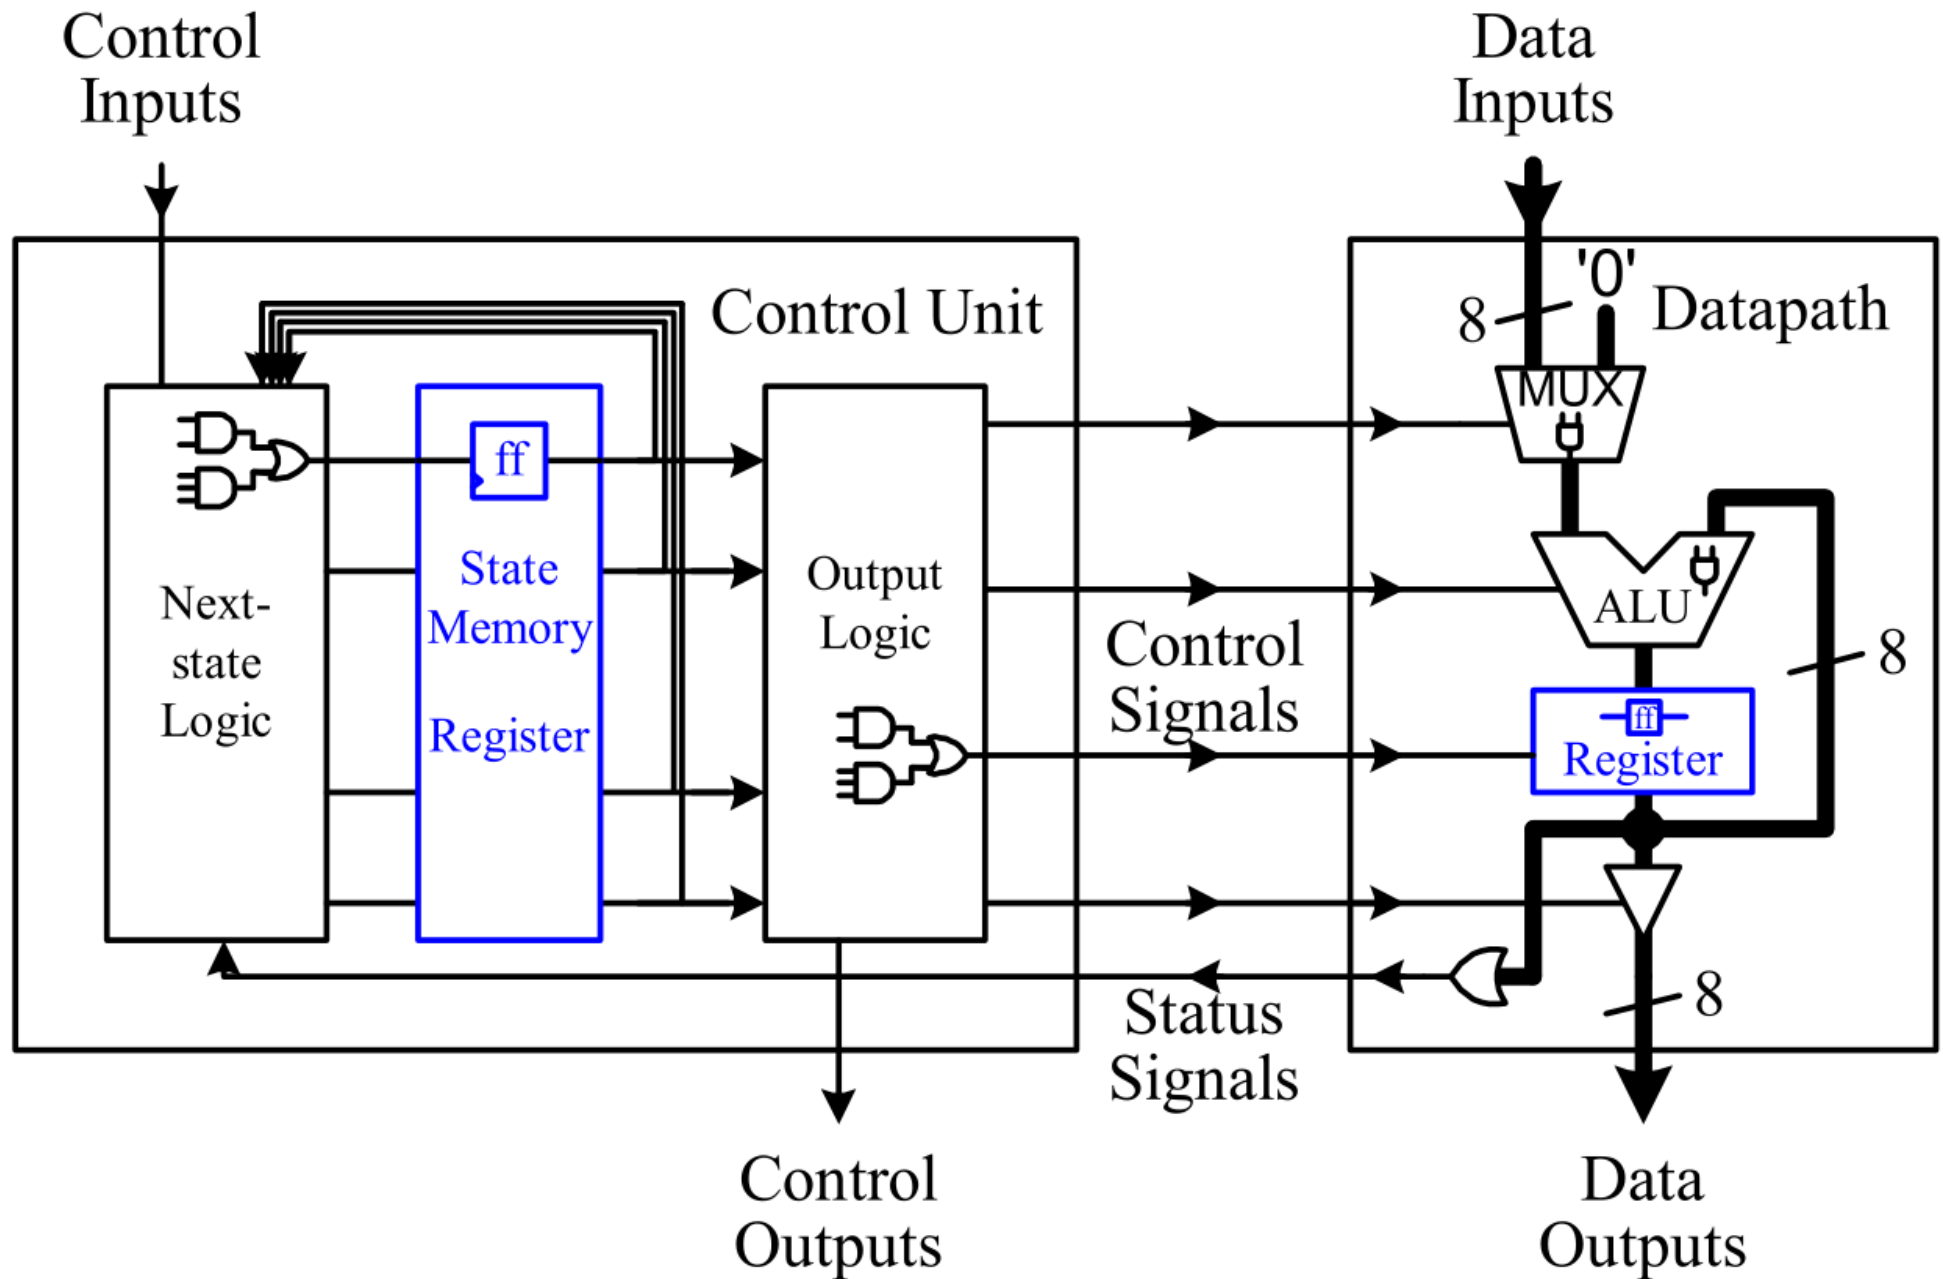 Control
Inputs
Data
Inputs
Control Unit
'0'
8
Datapath
MUX
ff
State
Memory
Register
Next-
state
Logic
Output
Logic
ALU
Control
Signals
8
ff
Register
Status
Signals
8
Control
Outputs
Data
Outputs